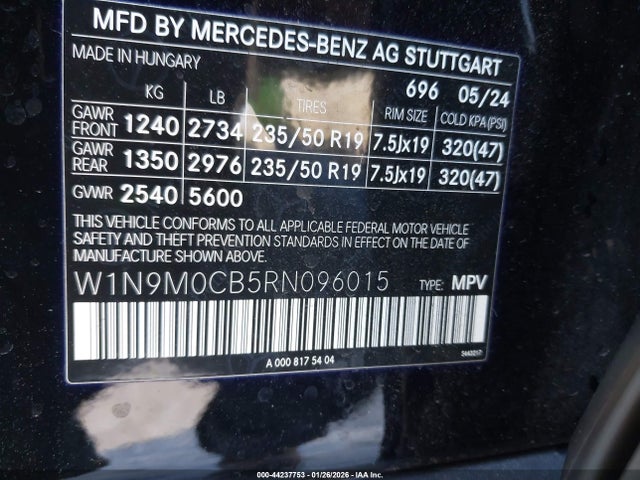 MFD BY MERCEDES-BENZ AG STUTTGART
MADE IN HUNGARY 696 05/24
KG LB TIRES RIM SIZE COLD KPA (PSI)
GAWR FRONT 1240 2734 235/50 R19 7.5Jx19 320(47)
GAWR REAR 1350 2976 235/50 R19 7.5Jx19 320(47)
GVWR 2540 5600
THIS VEHICLE CONFORMS TO ALL APPLICABLE FEDERAL MOTOR VEHICLE
SAFETY AND THEFT PREVENTION STANDARDS IN EFFECT ON THE DATE OF
MANUFACTURE SHOWN ABOVE.
W1N9M0CB5RN096015 TYPE: MPV
A 000 817 54 04
000-44237753 - 01/26/2026 - IAA Inc.